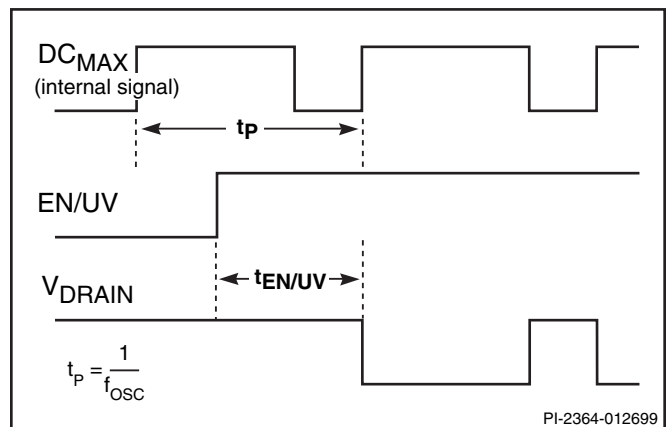 DCMAX
(internal signal)
tP
EN/UV
tEN/UV
VDRAIN
tP = 1/fOSC
PI-2364-012699